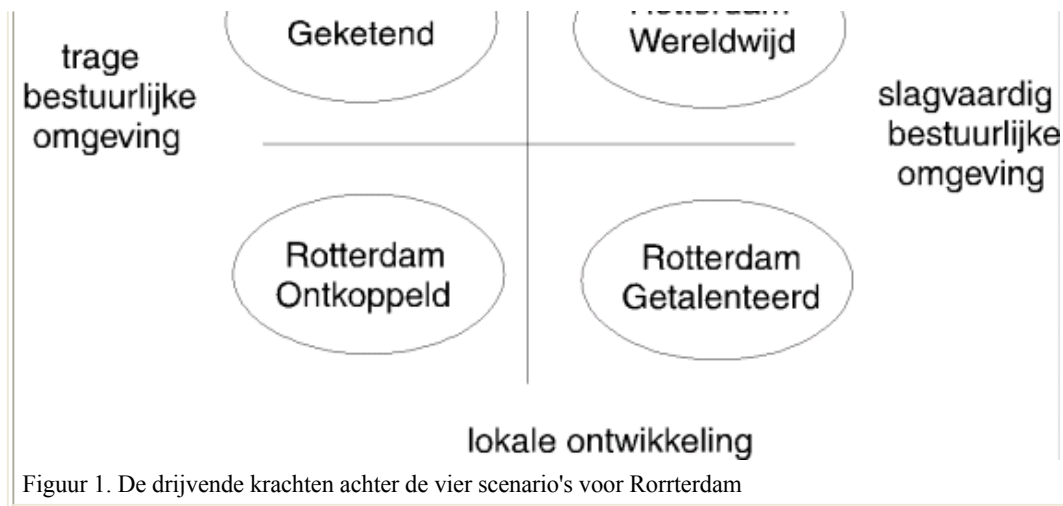 Geketend
Rotterdam
Wereldwijd
trage
bestuurlijke
omgeving
slagvaardig
bestuurlijke
omgeving
Rotterdam
Ontkoppeld
Rotterdam
Getalenteerd
lokale ontwikkeling
Figuur 1. De drijvende krachten achter de vier scenario's voor Rorrterdam